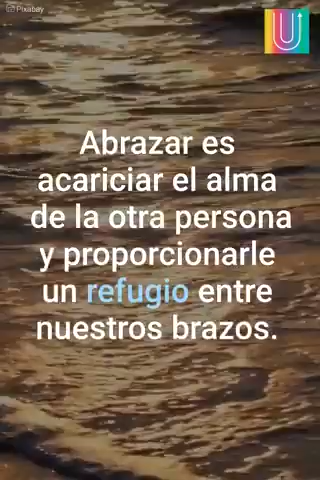 Pixabay
U
Abrazar es
acariciar el alma
de la otra persona
y proporcionarle
un refugio entre
nuestros brazos.